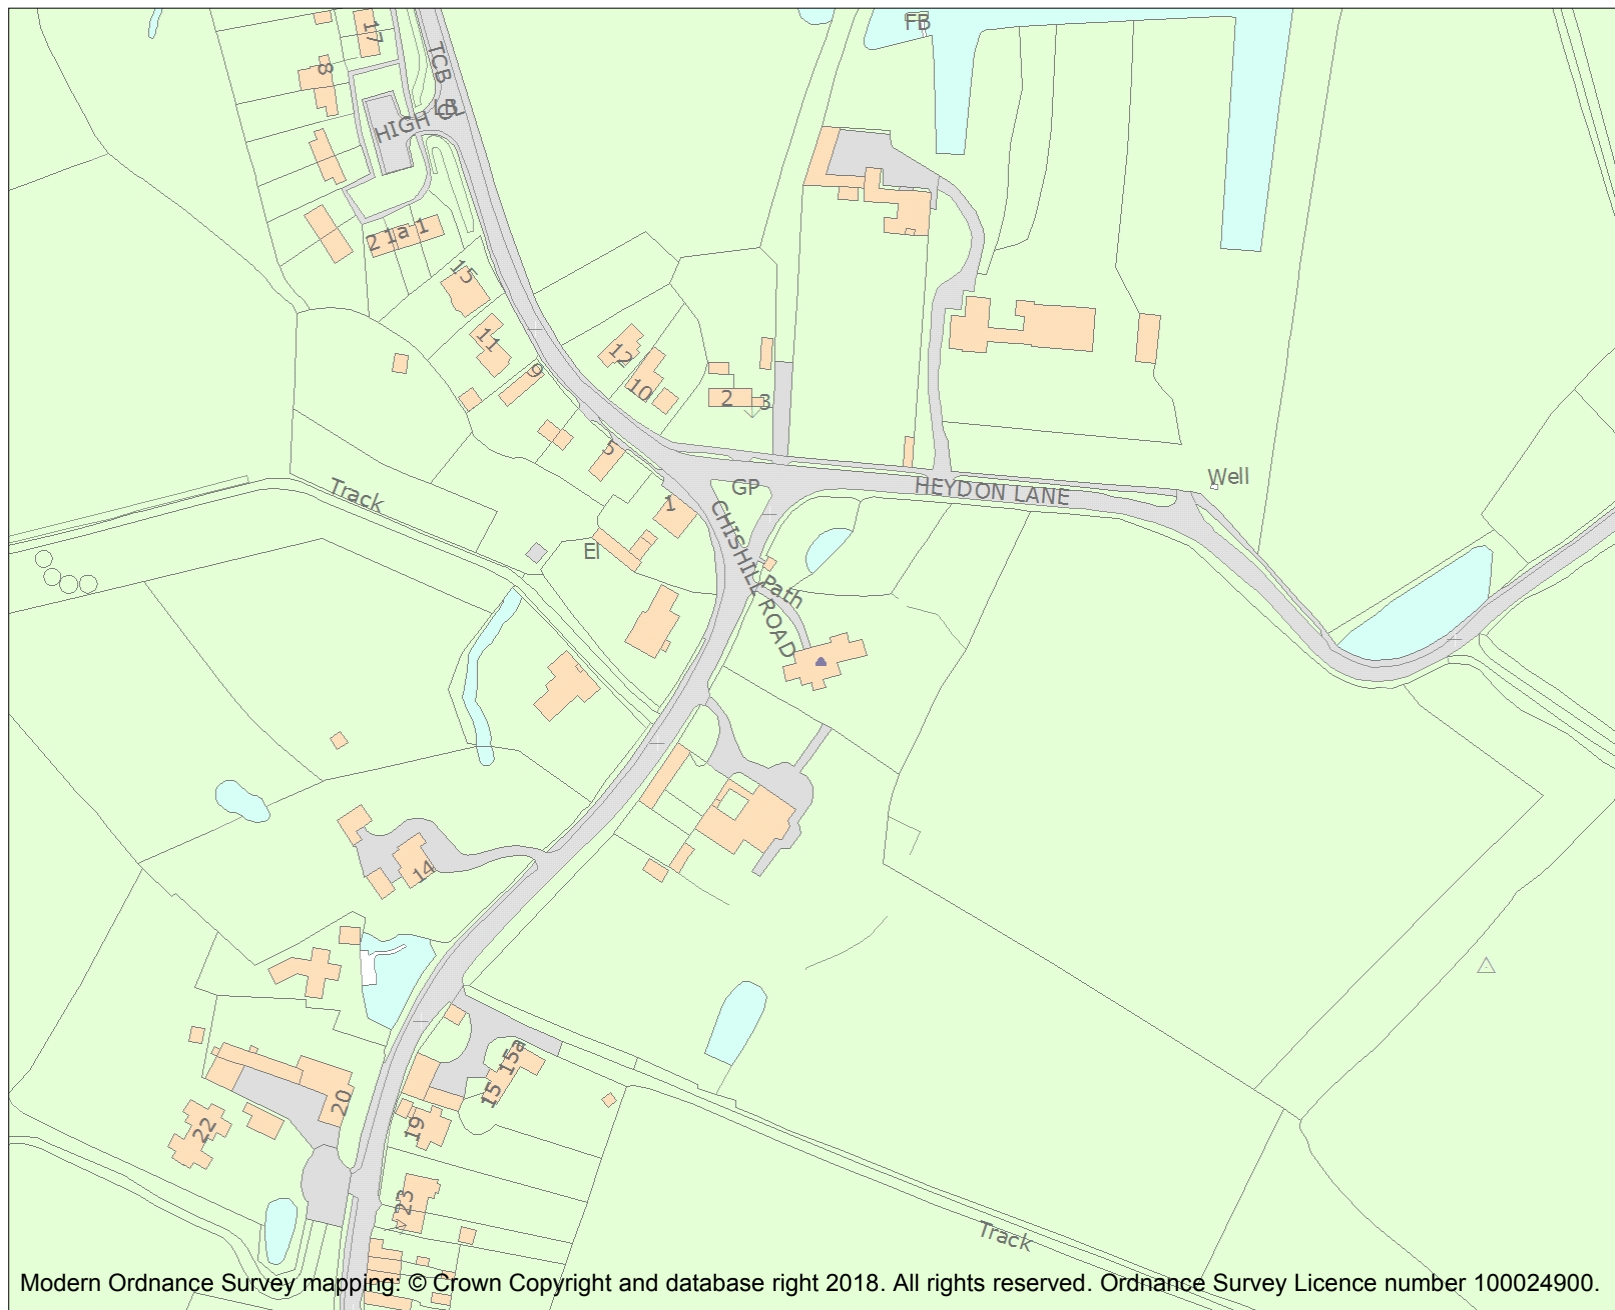 17
TCB
FB
8
LB
HIGH CL
2 1a 1
15
11
12
9
10
2
3
5
Well
Track
GP
HEYDON LANE
1
CHISHILL ROAD
El
Path
14
15a
15
20
19
22
23
Track
Modern Ordnance Survey mapping: © Crown Copyright and database right 2018. All rights reserved. Ordnance Survey Licence number 100024900.